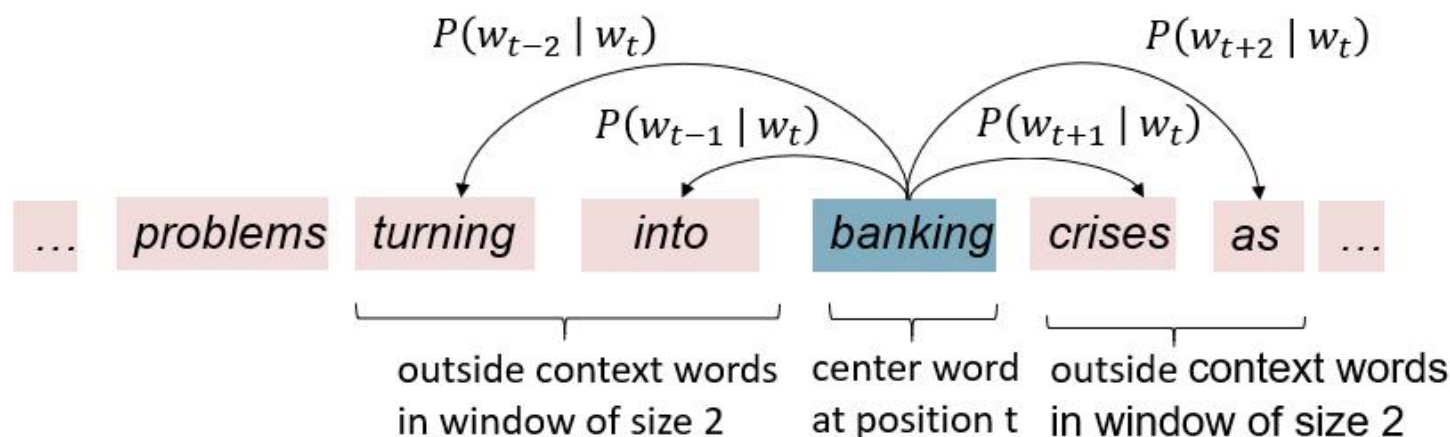 P(w_{t−2} | w_t) P(w_{t+2} | w_t)
P(w_{t−1} | w_t) P(w_{t+1} | w_t)
... problems turning into banking crises as ...
outside context words center word outside context words
in window of size 2 at position t in window of size 2